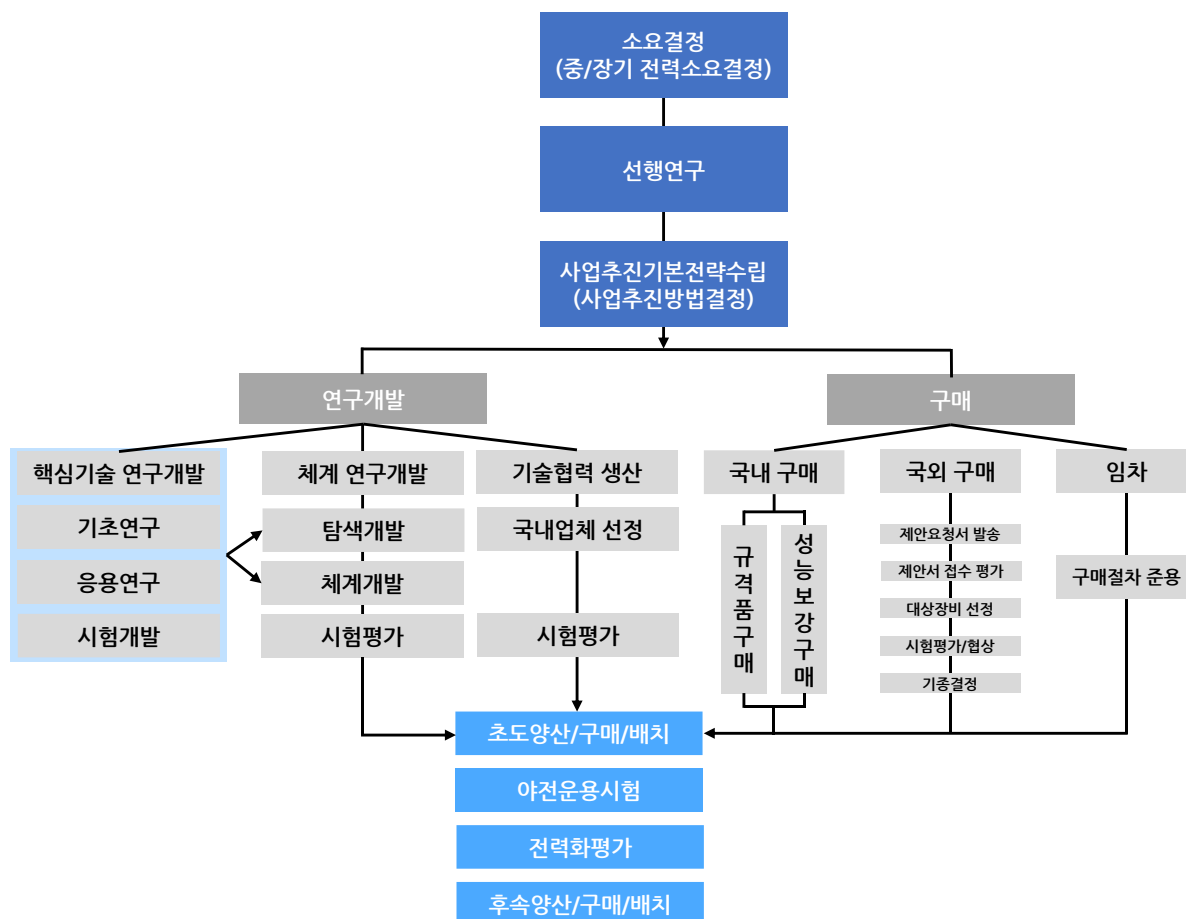 소요결정
(중/장기 전력소요결정)
선행연구
사업추진기본전략수립
(사업추진방법결정)
연구개발
구매
핵심기술 연구개발
기초연구
응용연구
시험개발
체계 연구개발
탐색개발
체계개발
시험평가
기술협력 생산
국내업체 선정
시험평가
국내 구매
규격품구매
성능보강구매
국외 구매
제안요청서 발송
제안서 접수 평가
대상장비 선정
시험평가/협상
기종결정
임차
구매절차 준용
초도양산/구매/배치
야전운용시험
전력화평가
후속양산/구매/배치